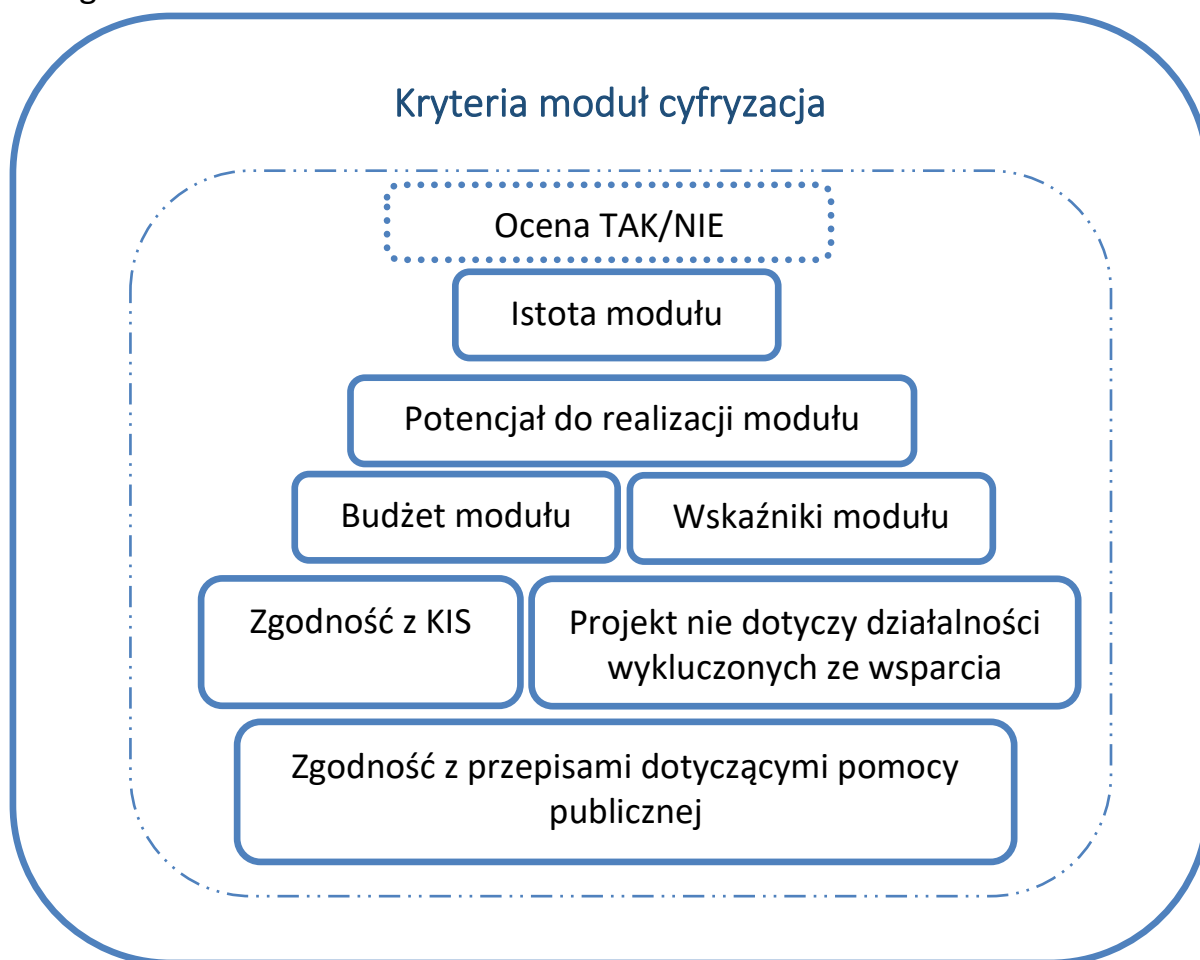 Kryteria moduł cyfryzacja
Ocena TAK/NIE
Istota modułu
Potencjał do realizacji modułu
Budżet modułu
Wskaźniki modułu
Zgodność z KIS
Projekt nie dotyczy działalności
wykluczonych ze wsparcia
Zgodność z przepisami dotyczącymi pomocy
publicznej